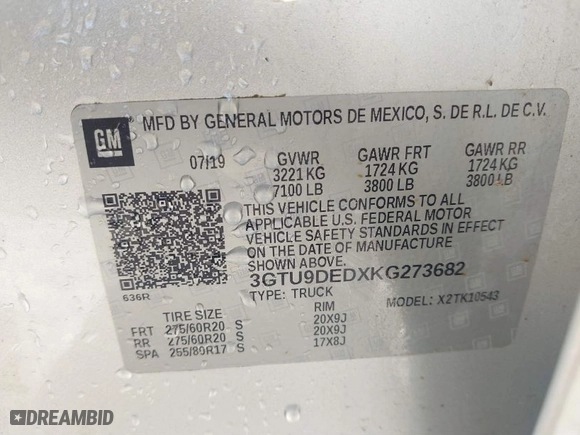 GM
MFD BY GENERAL MOTORS DE MEXICO, S. DE R.L. DE C.V.
07/19 GVWR GAWR FRT GAWR RR
3221 KG 1724 KG 1724 KG
7100 LB 3800 LB 3800 LB
THIS VEHICLE CONFORMS TO ALL
APPLICABLE U.S. FEDERAL MOTOR
VEHICLE SAFETY STANDARDS IN EFFECT
ON THE DATE OF MANUFACTURE
SHOWN ABOVE.
3GTU9DEDXKG273682
636R TYPE: TRUCK MODEL: X2TK10543
TIRE SIZE RIM
FRT 275/60R20 S 20X9J
RR 275/60R20 S 20X9J
SPA 255/80R17 S 17X8J
DREAMBID